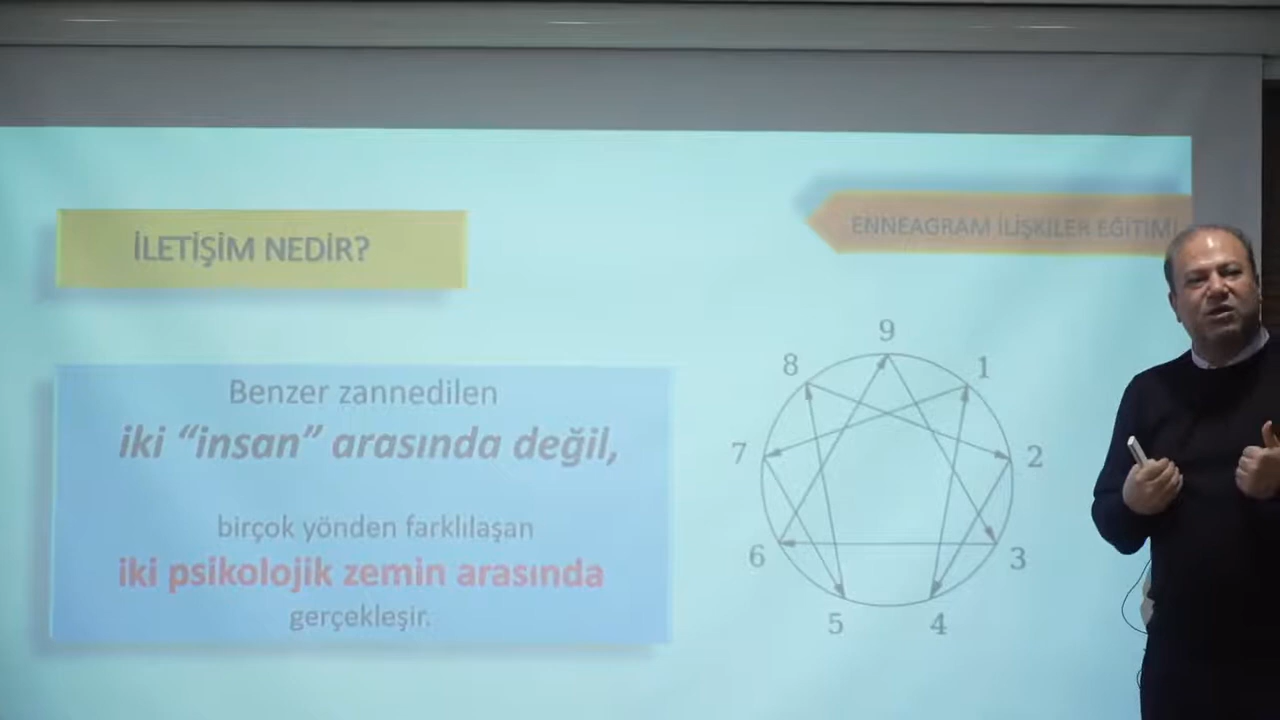 İLETİŞİM NEDİR?
ENNEAGRAM İLİŞKİLER EĞİTİMİ
Benzer zannedilen
iki “insan” arasında değil,
birçok yönden farklılaşan
iki psikolojik zemin arasında
gerçekleşir.
9
8
1
7
2
6
3
5
4